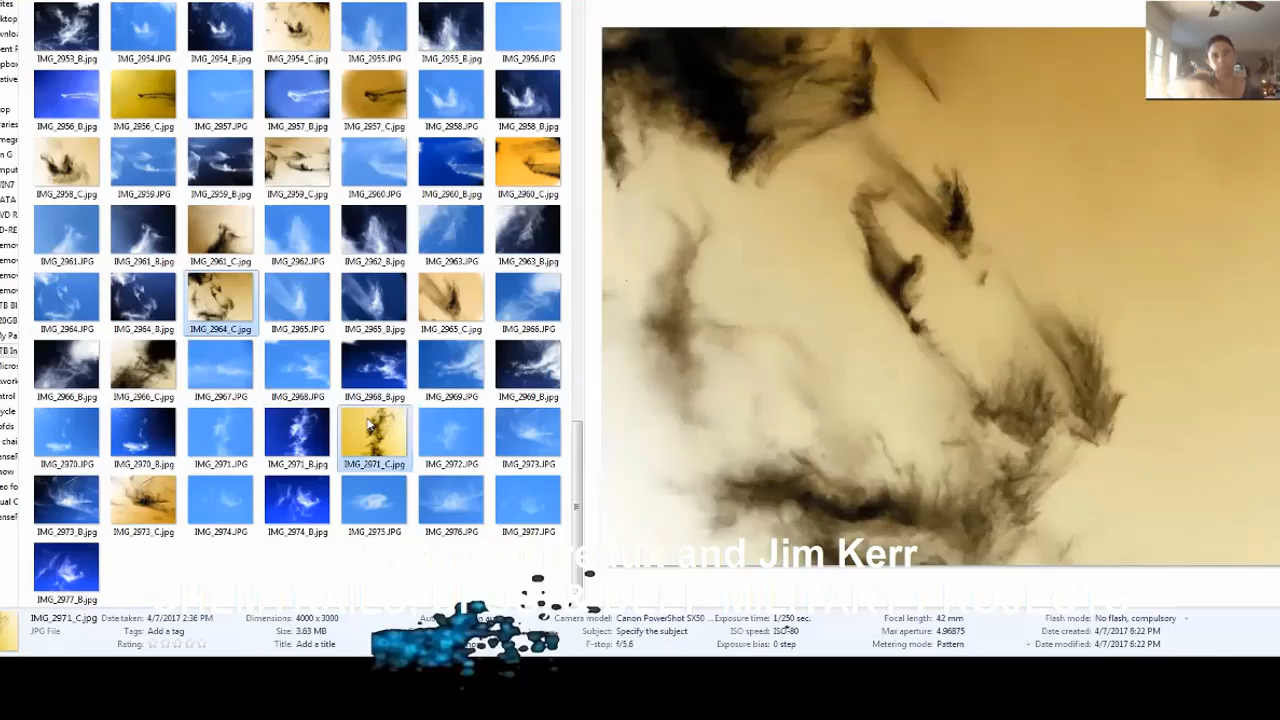 IMG_2953_B.jpg IMG_2954.JPG IMG_2954_B.jpg IMG_2954_C.jpg IMG_2955.JPG IMG_2955_B.jpg IMG_2956.JPG
IMG_2956_B.jpg IMG_2956_C.jpg IMG_2957.JPG IMG_2957_B.jpg IMG_2957_C.jpg IMG_2958.JPG IMG_2958_B.jpg
IMG_2958_C.jpg IMG_2959.JPG IMG_2959_B.jpg IMG_2959_C.jpg IMG_2960.JPG IMG_2960_B.jpg IMG_2960_C.jpg
IMG_2961.JPG IMG_2961_B.jpg IMG_2961_C.jpg IMG_2962.JPG IMG_2962_B.jpg IMG_2963.JPG IMG_2963_B.jpg
IMG_2964.JPG IMG_2964_B.jpg IMG_2964_C.jpg IMG_2965.JPG IMG_2965_B.jpg IMG_2965_C.jpg IMG_2966.JPG
IMG_2966_B.jpg IMG_2966_C.jpg IMG_2967.JPG IMG_2968.JPG IMG_2968_B.jpg IMG_2969.JPG IMG_2969_B.jpg
IMG_2970.JPG IMG_2970_B.jpg IMG_2971.JPG IMG_2971_B.jpg IMG_2971_C.jpg IMG_2972.JPG IMG_2973.JPG
IMG_2973_B.jpg IMG_2973_C.jpg IMG_2974.JPG IMG_2974_B.jpg IMG_2975.JPG IMG_2976.JPG IMG_2977.JPG
and Jim Kerr
IMG_2977_B.jpg
MILITARY PROJECTS
IMG_2971_C.jpg Date taken: 4/7/2017 2:36 PM Dimensions: 4000 x 3000 Camera model: Canon PowerShot SX50 ... Exposure time: 1/250 sec. Focal length: 42 mm Flash mode: No flash, compulsory
JPG File Tags: Add a tag Size: 3.63 MB Subject: Specify the subject ISO speed: ISO-80 Max aperture: 4.96875 Date created: 4/7/2017 6:22 PM
Rating: Title: Add a title F-stop: f/5.6 Exposure bias: 0 step Metering mode: Pattern Date modified: 4/7/2017 6:22 PM